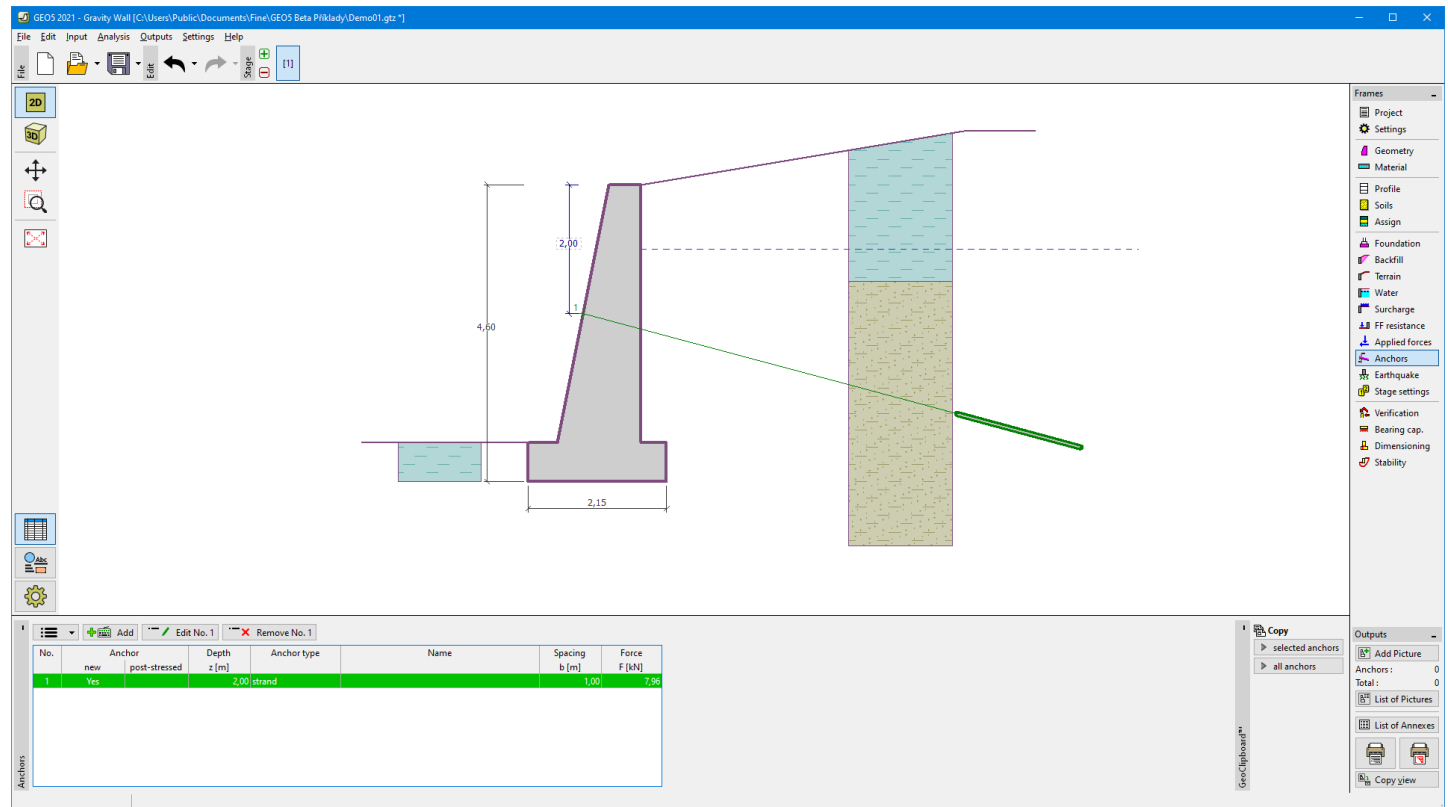 GEO5 2021 - Gravity Wall [C:\Users\Public\Documents\Fine\GEO5 Beta Příklady\Demo01.gtz *]
File Edit Input Analysis Outputs Settings Help
File
Edit
Stage
[1]
2D
3D
2,00
1
4,60
2,15
Abc
Frames
Project
Settings
Geometry
Material
Profile
Soils
Assign
Foundation
Backfill
Terrain
Water
Surcharge
FF resistance
Applied forces
Anchors
Earthquake
Stage settings
Verification
Bearing cap.
Dimensioning
Stability
Anchors
Add
Edit No. 1
Remove No. 1
No. Anchor Depth Anchor type Name Spacing Force
new post-stressed z [m] b [m] F [kN]
1 Yes 2,00 strand 1,00 7,96
GeoClipboard™
Copy
selected anchors
all anchors
Outputs
Add Picture
Anchors : 0
Total : 0
List of Pictures
List of Annexes
Copy view